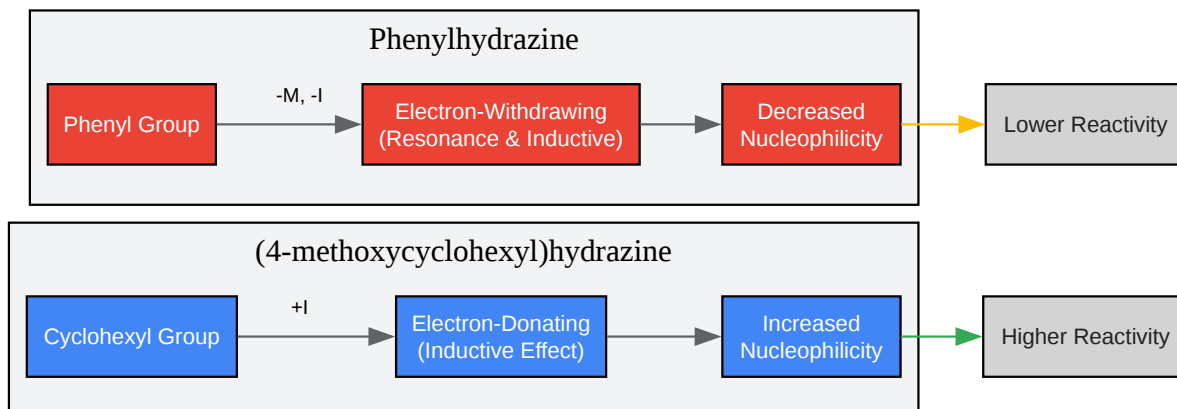 Phenylhydrazine
Phenyl Group
-M, -I
Electron-Withdrawing
(Resonance & Inductive)
Decreased
Nucleophilicity
Lower Reactivity
(4-methoxycyclohexyl)hydrazine
Cyclohexyl Group
+I
Electron-Donating
(Inductive Effect)
Increased
Nucleophilicity
Higher Reactivity